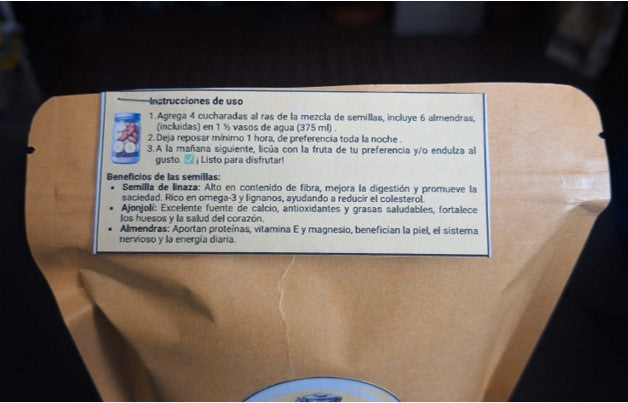 Instrucciones de uso
1. Agrega 4 cucharadas al ras de la mezcla de semillas, incluye 6 almendras,
(incluidas) en 1 ½ vasos de agua (375 ml) .
2. Deja reposar mínimo 1 hora, de preferencia toda la noche .
3. A la mañana siguiente, licúa con la fruta de tu preferencia y/o endulza al
gusto. ✅ ¡ Listo para disfrutar!
Beneficios de las semillas:
• Semilla de linaza: Alto en contenido de fibra, mejora la digestión y promueve la
saciedad. Rico en omega-3 y lignanos, ayudando a reducir el colesterol.
• Ajonjolí: Excelente fuente de calcio, antioxidantes y grasas saludables, fortalece
los huesos y la salud del corazón.
• Almendras: Aportan proteínas, vitamina E y magnesio, benefician la piel, el sistema
nervioso y la energía diaria.